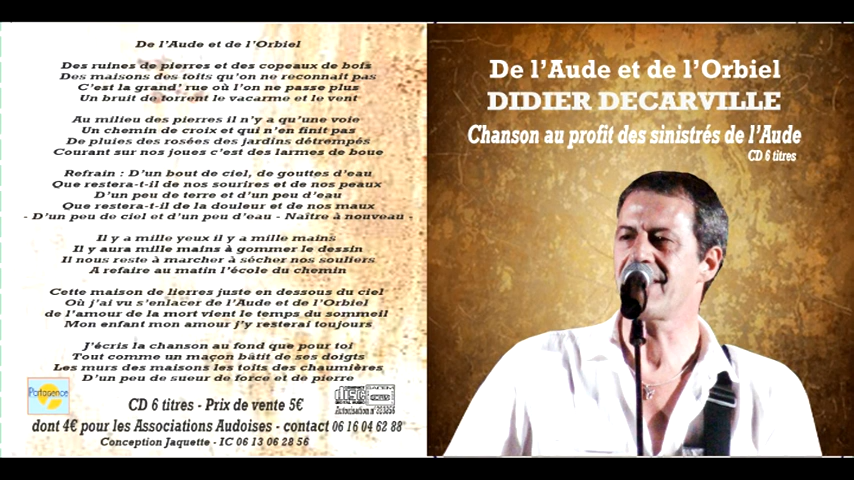 De l'Aude et de l'Orbiel
Des ruines de pierres et des copeaux de bois
Des maisons des toits qu'on ne reconnaît pas
C'est la grand' rue où l'on ne passe plus
Un bruit de torrent le vacarme et le vent
Au milieu des pierres il n'y a qu'une voie
Un chemin de croix et qui n'en finit pas
De pluies des rosées des jardins détrempés
Courant sur nos joues c'est des larmes de boue
Refrain : D'un bout de ciel, de gouttes d'eau
Que restera-t-il de nos sourires et de nos peaux
D'un peu de terre et d'un peu d'eau
Que restera-t-il de la douleur et de nos maux
- D'un peu de ciel et d'un peu d'eau - Naître à nouveau -
Il y a mille yeux il y a mille mains
Il y aura mille mains à gommer le dessin
Il nous reste à marcher à sécher nos souliers
A refaire au matin l'école du chemin
Cette maison de lierres juste en dessous du ciel
Où j'ai vu s'enlacer de l'Aude et de l'Orbiel
de l'amour de la mort vient le temps du sommeil
Mon enfant mon amour j'y resterai toujours
J'écris la chanson au fond que pour toi
Tout comme un maçon bâtit de ses doigts
Les murs des maisons les toits des chaumières
D'un peu de sueur de force et de pierre
Partagence
COMPACT
disc
DIGITAL AUDIO
CD 6 titres - Prix de vente 5€
dont 4€ pour les Associations Audoises - contact 06 16 04 62 88
Conception Jaquette - IC 06 13 06 28 56
De l'Aude et de l'Orbiel
DIDIER DECARVILLE
Chanson au profit des sinistrés de l'Aude
CD 6 titres